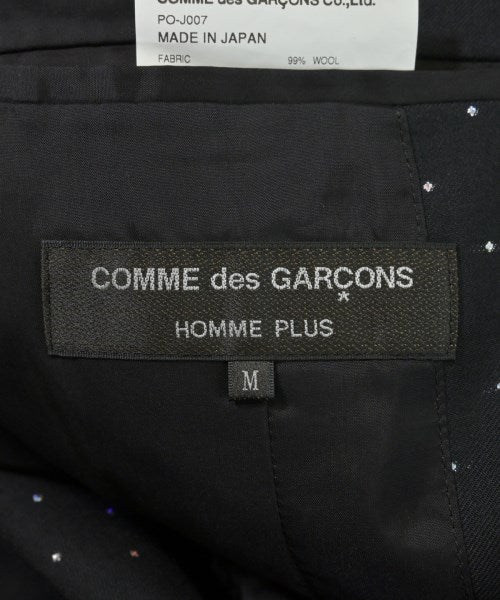 COMME des GARÇONS Co.,Ltd.
PO-J007
MADE IN JAPAN
FABRIC 99% WOOL
COMME des GARÇONS
*
HOMME PLUS
M